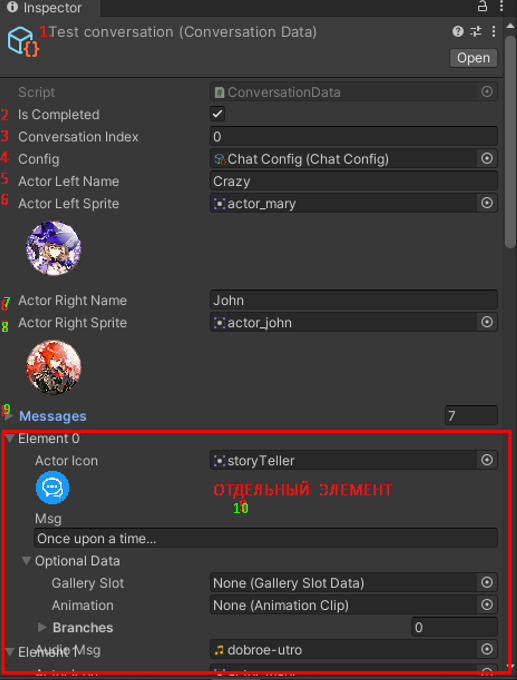 Inspector
1 Test conversation (Conversation Data)
Open
Script ConversationData
2 Is Completed
3 Conversation Index 0
4 Config Chat Config (Chat Config)
5 Actor Left Name Crazy
6 Actor Left Sprite actor_mary
7 Actor Right Name John
8 Actor Right Sprite actor_john
9 Messages 7
Element 0
Actor Icon storyTeller
ОТДЕЛЬНЫЙ ЭЛЕМЕНТ
10
Msg
Once upon a time...
Optional Data
Gallery Slot None (Gallery Slot Data)
Animation None (Animation Clip)
Branches 0
Audio Msg dobroe-utro
Element 1